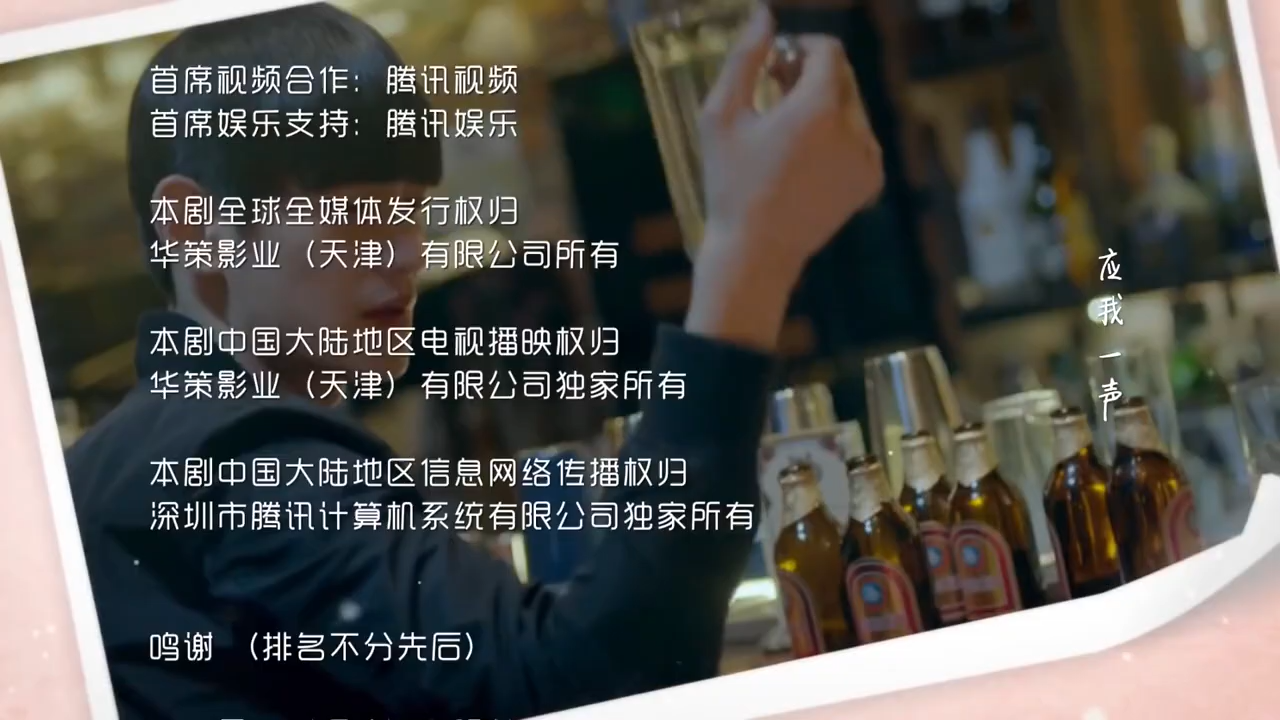 首席视频合作：腾讯视频
首席娱乐支持：腾讯娱乐
本剧全球全媒体发行权归
华策影业（天津）有限公司所有
本剧中国大陆地区电视播映权归
华策影业（天津）有限公司独家所有
本剧中国大陆地区信息网络传播权归
深圳市腾讯计算机系统有限公司独家所有
鸣谢 （排名不分先后）
应我一声